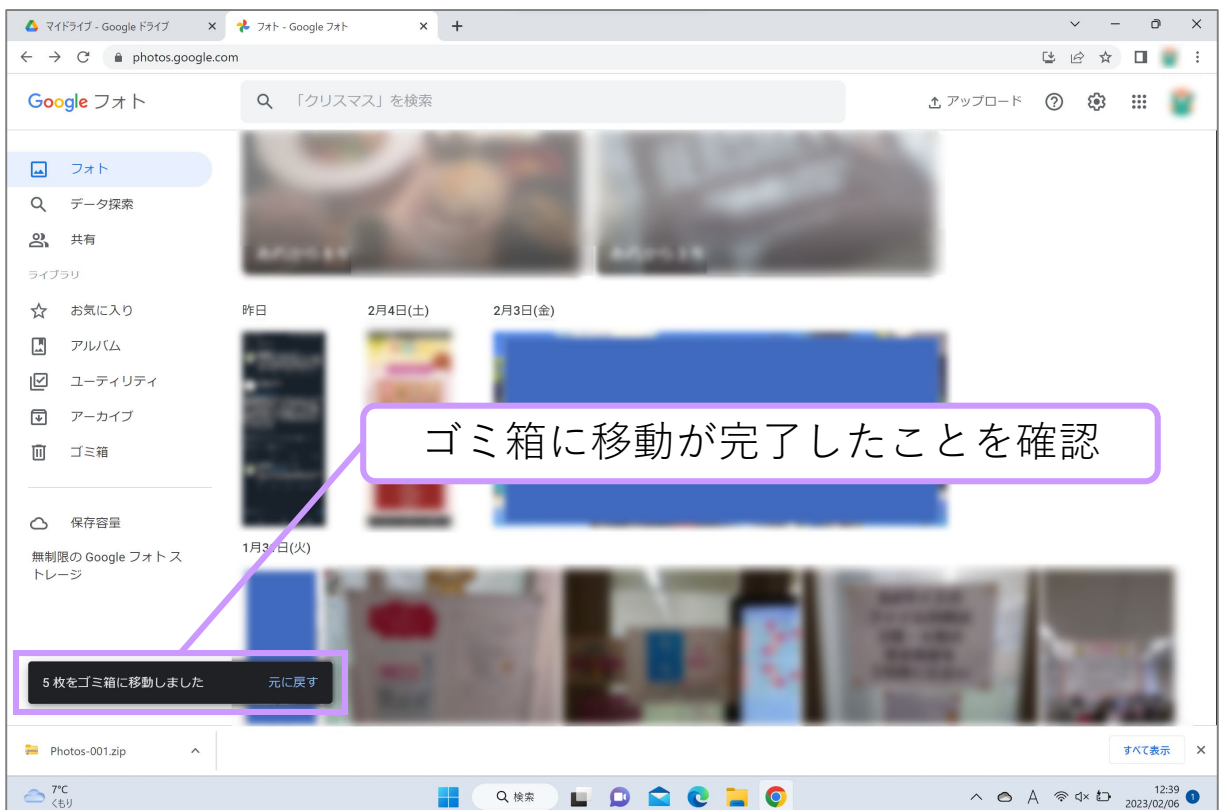 マイドライブ - Google ドライブ
フォト - Google フォト
photos.google.com
Google フォト
「クリスマス」を検索
アップロード
フォト
データ探索
共有
ライブラリ
お気に入り
アルバム
ユーティリティ
アーカイブ
ゴミ箱
保存容量
無制限の Google フォト ス
トレージ
昨日
2月4日(土)
2月3日(金)
ゴミ箱に移動が完了したことを確認
1月31日(火)
5 枚をゴミ箱に移動しました
元に戻す
Photos-001.zip
すべて表示
7°C
くもり
検索
A
12:39
2023/02/06
1